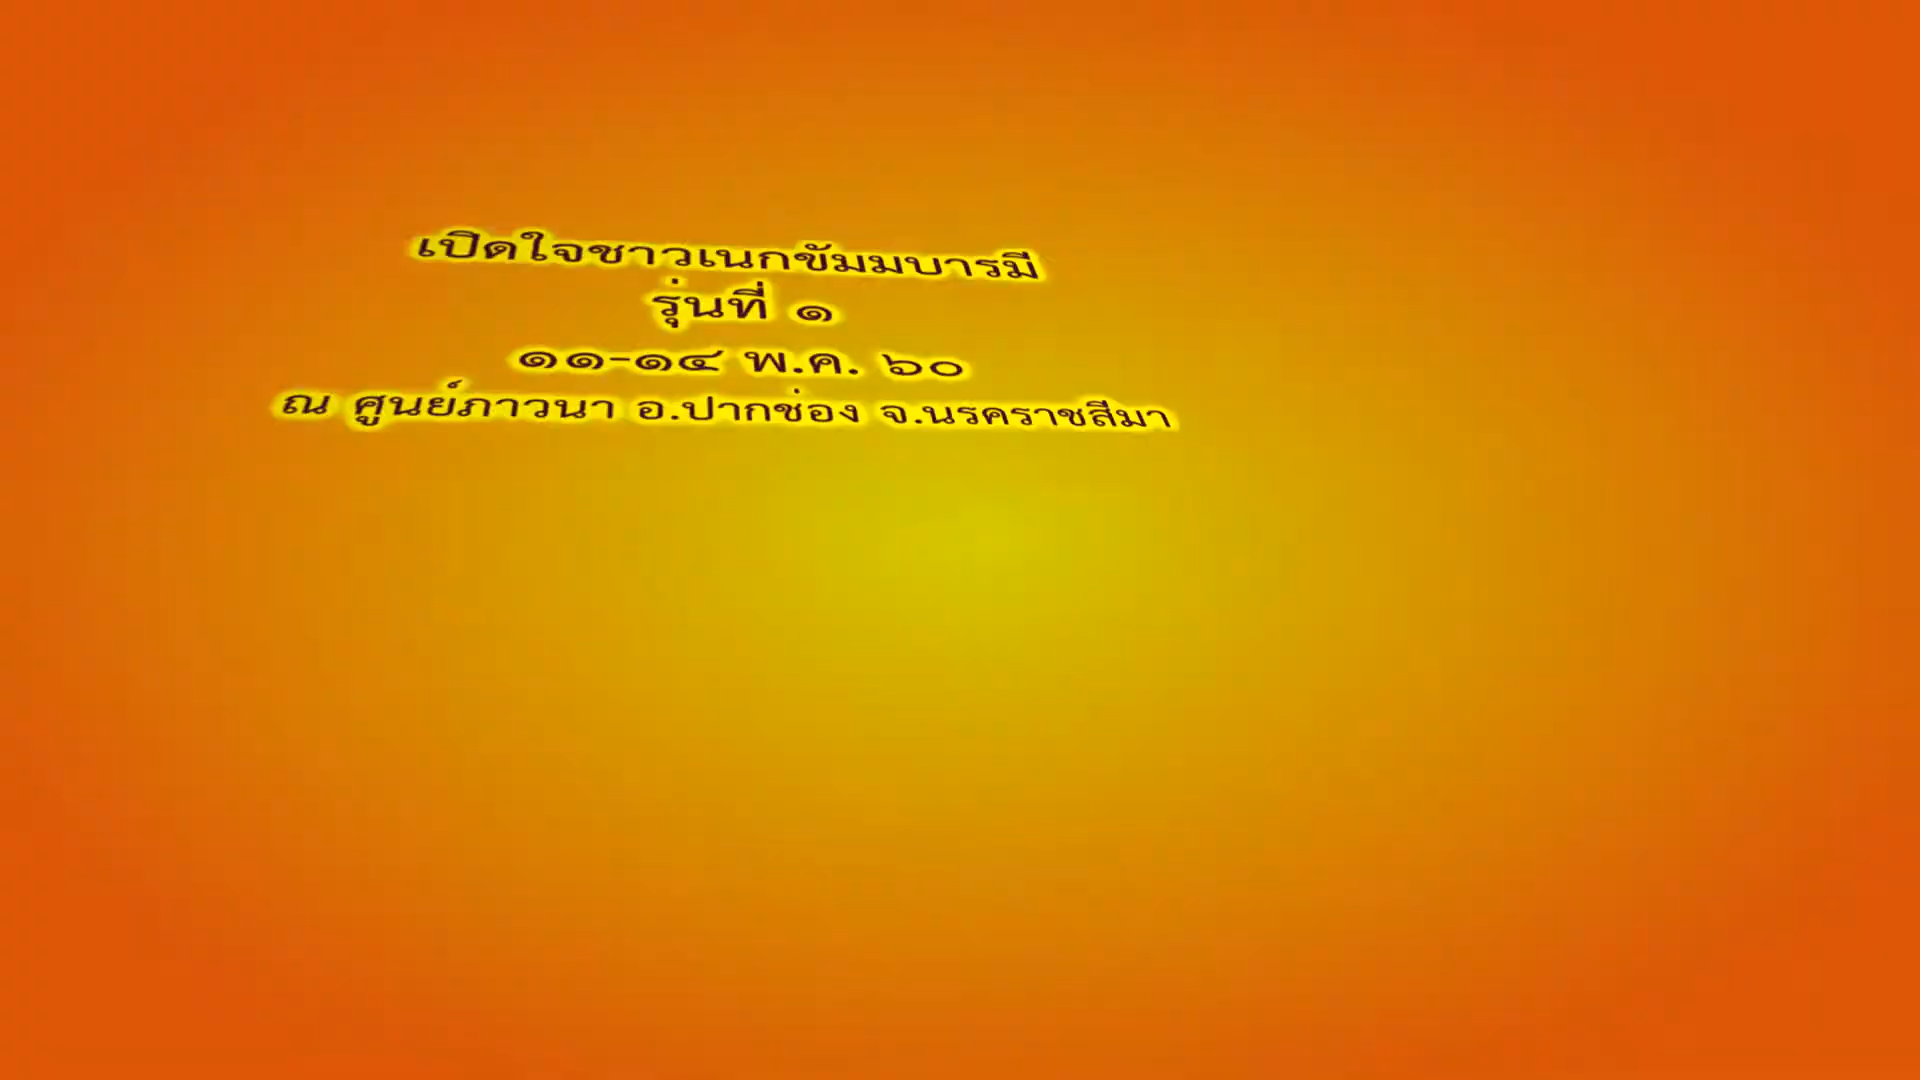 เปิดใจชาวเนกขัมมบารมี
รุ่นที่ ๑
๑๑-๑๔ พ.ค. ๖๐
ณ ศูนย์ภาวนา อ.ปากช่อง จ.นรคราชสีมา